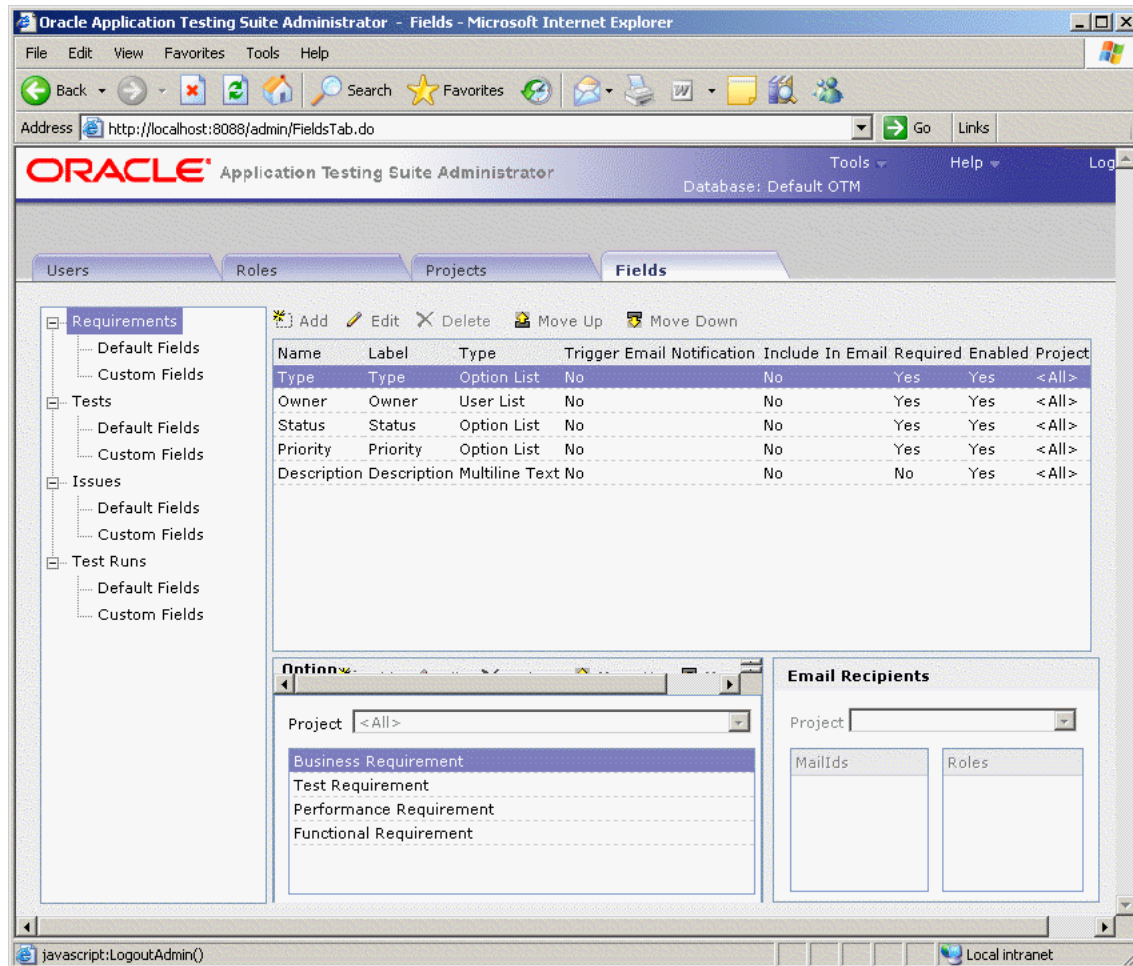 Oracle Application Testing Suite Administrator - Fields - Microsoft Internet Explorer
File Edit View Favorites Tools Help
Back Search Favorites
Address http://localhost:8088/admin/FieldsTab.do Go Links
ORACLE Application Testing Suite Administrator Tools Help Log
Database: Default OTM
Users Roles Projects Fields
Requirements
Default Fields
Custom Fields
Tests
Default Fields
Custom Fields
Issues
Default Fields
Custom Fields
Test Runs
Default Fields
Custom Fields
Add Edit Delete Move Up Move Down
Name Label Type Trigger Email Notification Include In Email Required Enabled Project
Type Type Option List No No Yes Yes <All>
Owner Owner User List No No Yes Yes <All>
Status Status Option List No No Yes Yes <All>
Priority Priority Option List No No Yes Yes <All>
Description Description Multiline Text No No No Yes <All>
Option
Project <All>
Business Requirement
Test Requirement
Performance Requirement
Functional Requirement
Email Recipients
Project
MailIds Roles
javascript:LogoutAdmin() Local intranet